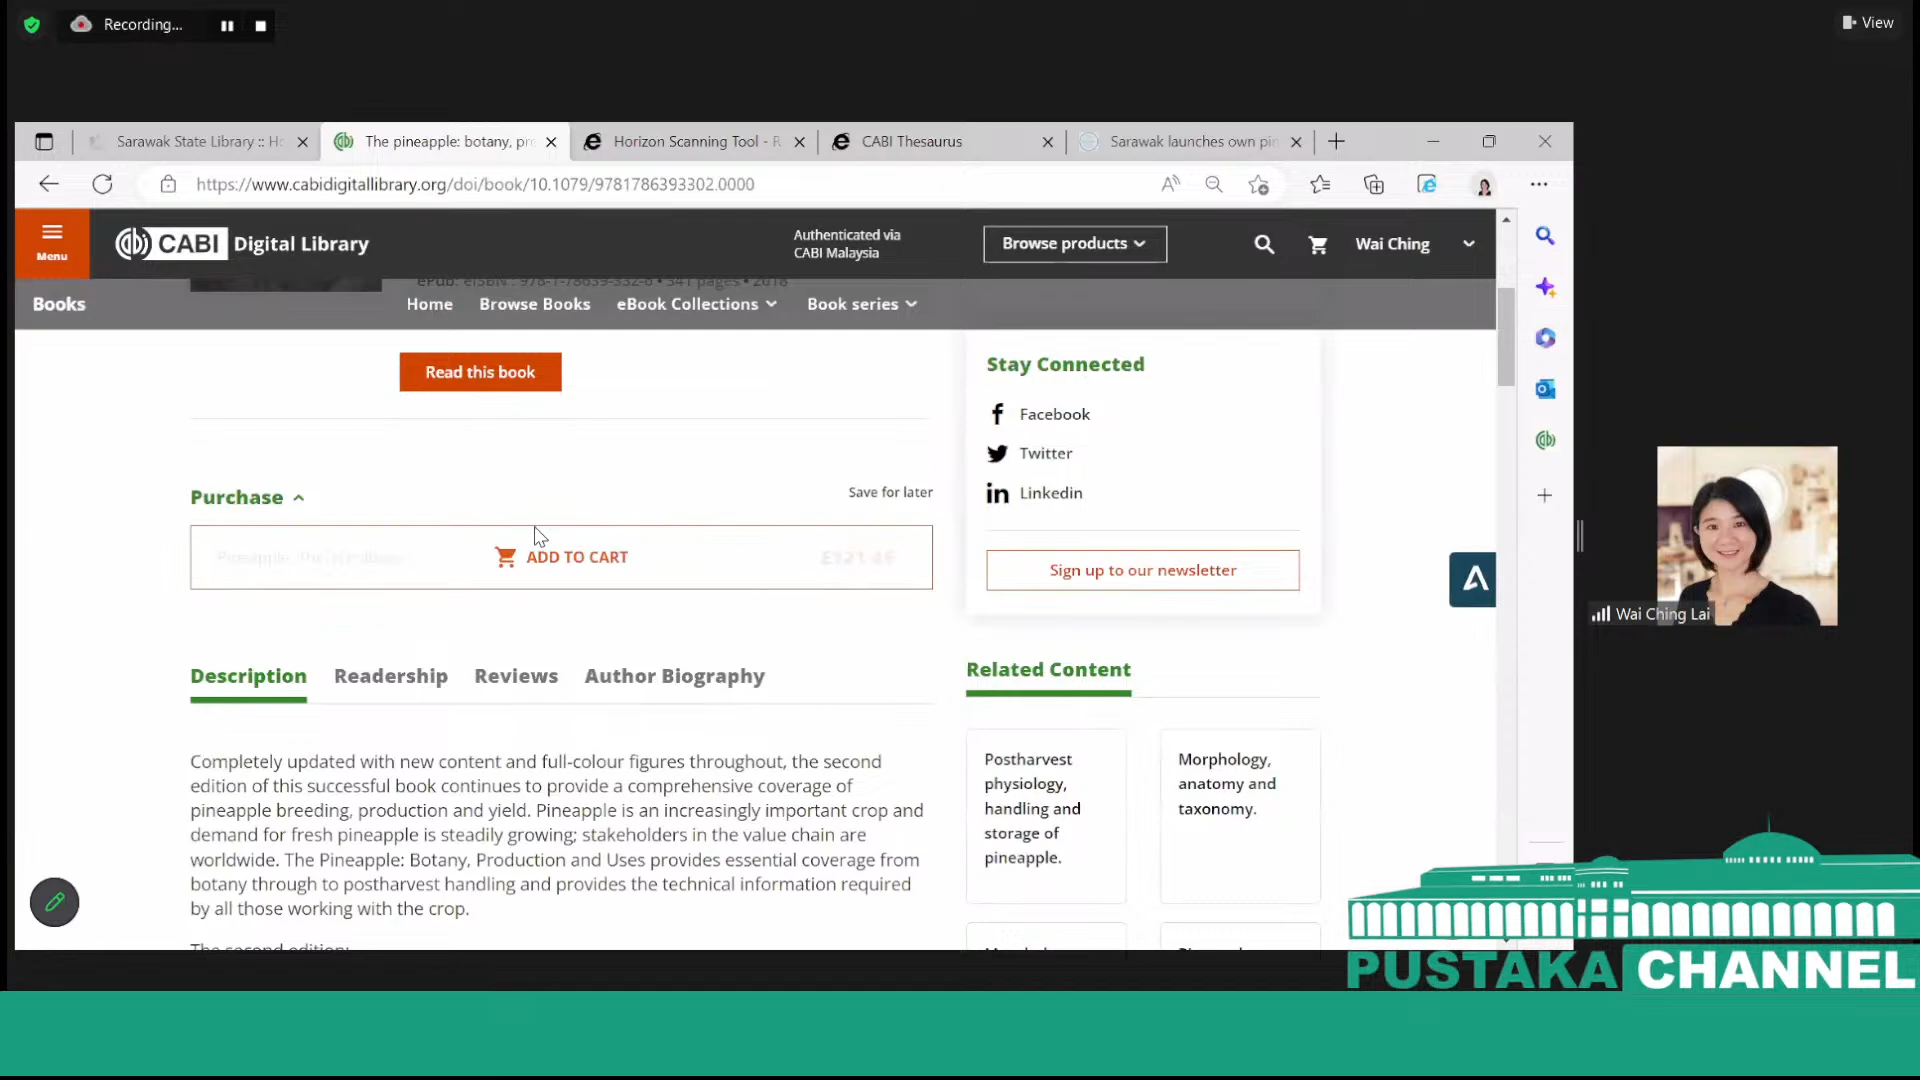 Recording...
View
Sarawak State Library :: Ho
The pineapple: botany, pr
Horizon Scanning Tool - R
CABI Thesaurus
Sarawak launches own pin
https://www.cabidigitallibrary.org/doi/book/10.1079/9781786393302.0000
Menu
CABI Digital Library
Authenticated via
CABI Malaysia
Browse products
Wai Ching
Books
Home
Browse Books
eBook Collections
Book series
Read this book
Purchase
Save for later
ADD TO CART
Description
Readership
Reviews
Author Biography
Completely updated with new content and full-colour figures throughout, the second
edition of this successful book continues to provide a comprehensive coverage of
pineapple breeding, production and yield. Pineapple is an increasingly important crop and
demand for fresh pineapple is steadily growing; stakeholders in the value chain are
worldwide. The Pineapple: Botany, Production and Uses provides essential coverage from
botany through to postharvest handling and provides the technical information required
by all those working with the crop.
The second edition:
Stay Connected
Facebook
Twitter
Linkedin
Sign up to our newsletter
Related Content
Postharvest
physiology,
handling and
storage of
pineapple.
Morphology,
anatomy and
taxonomy.
Wai Ching Lai
PUSTAKA CHANNEL